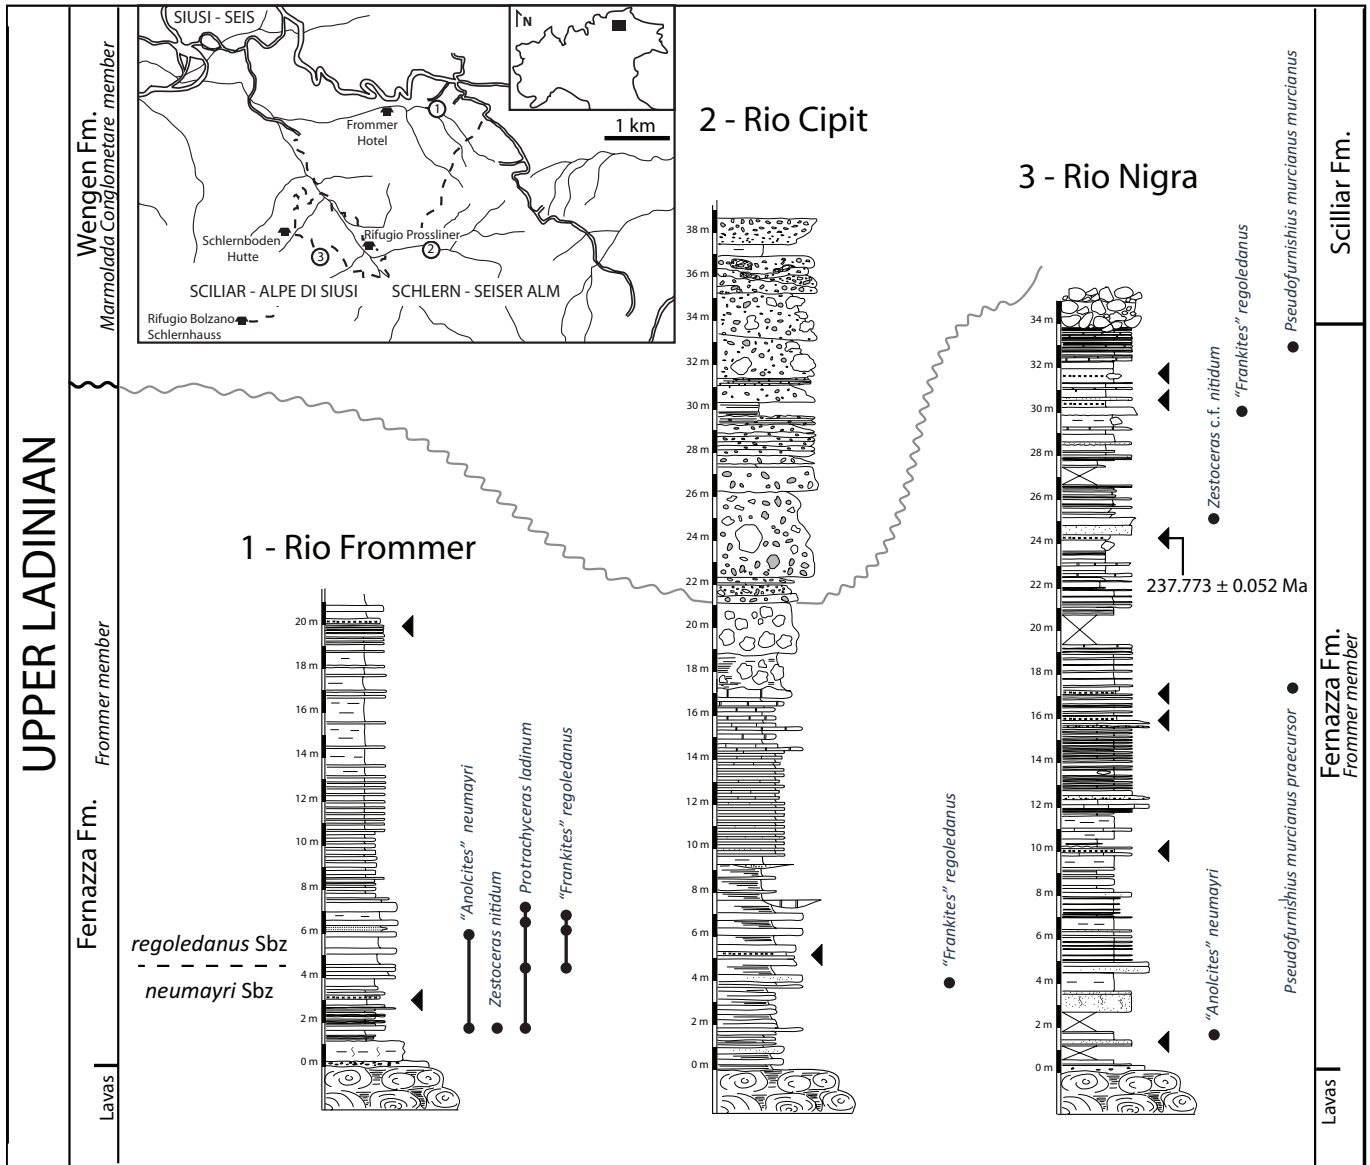 UPPER LADINIAN
Wengen Fm.
Marmolada Conglometare member
Fernazza Fm.
Frommer member
Lavas
regoledanus Sbz
neumayri Sbz
SIUSI - SEIS
N
1 km
Frommer
Hotel
1
Schlernboden
Hutte
Rifugio Prossliner
2
3
SCILIAR - ALPE DI SIUSI
SCHLERN - SEISER ALM
Rifugio Bolzano
Schlernhauss
1 - Rio Frommer
20 m
18 m
16 m
14 m
12 m
10 m
8 m
6 m
4 m
2 m
0 m
"Anolcites" neumayri
Zestoceras nitidum
Protrachyceras ladinum
"Frankites" regoledanus
2 - Rio Cipit
38 m
36 m
34 m
32 m
30 m
28 m
26 m
24 m
22 m
20 m
18 m
16 m
14 m
12 m
10 m
8 m
6 m
4 m
2 m
0 m
"Frankites" regoledanus
3 - Rio Nigra
34 m
32 m
30 m
28 m
26 m
24 m
22 m
20 m
18 m
16 m
14 m
12 m
10 m
8 m
6 m
4 m
2 m
0 m
237.773 ± 0.052 Ma
"Anolcites" neumayri
Zestoceras c.f. nitidum
"Frankites" regoledanus
Pseudofurnishius murcianus praecursor
Pseudofurnishius murcianus murcianus
Scilliar Fm.
Fernazza Fm.
Frommer member
Lavas